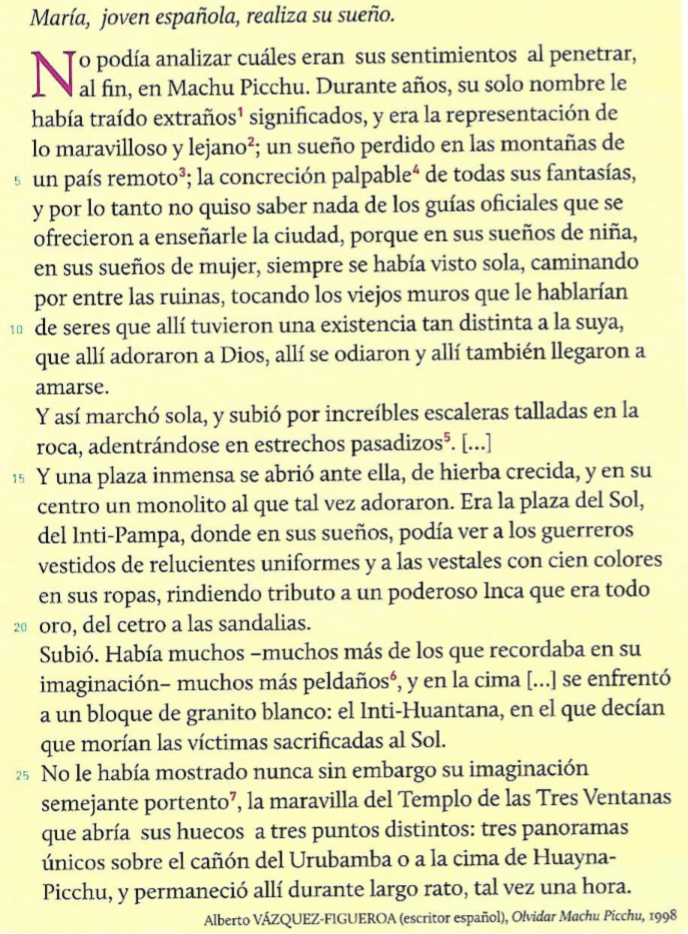 María, joven española, realiza su sueño.
No podía analizar cuáles eran sus sentimientos al penetrar,
al fin, en Machu Picchu. Durante años, su solo nombre le
había traído extraños¹ significados, y era la representación de
lo maravilloso y lejano²; un sueño perdido en las montañas de
5 un país remoto³; la concreción palpable⁴ de todas sus fantasías,
y por lo tanto no quiso saber nada de los guías oficiales que se
ofrecieron a enseñarle la ciudad, porque en sus sueños de niña,
en sus sueños de mujer, siempre se había visto sola, caminando
por entre las ruinas, tocando los viejos muros que le hablarían
10 de seres que allí tuvieron una existencia tan distinta a la suya,
que allí adoraron a Dios, allí se odiaron y allí también llegaron a
amarse.
Y así marchó sola, y subió por increíbles escaleras talladas en la
roca, adentrándose en estrechos pasadizos⁵. [...]
15 Y una plaza inmensa se abrió ante ella, de hierba crecida, y en su
centro un monolito al que tal vez adoraron. Era la plaza del Sol,
del Inti-Pampa, donde en sus sueños, podía ver a los guerreros
vestidos de relucientes uniformes y a las vestales con cien colores
en sus ropas, rindiendo tributo a un poderoso Inca que era todo
20 oro, del cetro a las sandalias.
Subió. Había muchos –muchos más de los que recordaba en su
imaginación– muchos más peldaños⁶, y en la cima [...] se enfrentó
a un bloque de granito blanco: el Inti-Huantana, en el que decían
que morían las víctimas sacrificadas al Sol.
25 No le había mostrado nunca sin embargo su imaginación
semejante portento⁷, la maravilla del Templo de las Tres Ventanas
que abría sus huecos a tres puntos distintos: tres panoramas
únicos sobre el cañón del Urubamba o a la cima de Huayna-
Picchu, y permaneció allí durante largo rato, tal vez una hora.
Alberto VÁZQUEZ-FIGUEROA (escritor español), Olvidar Machu Picchu, 1998